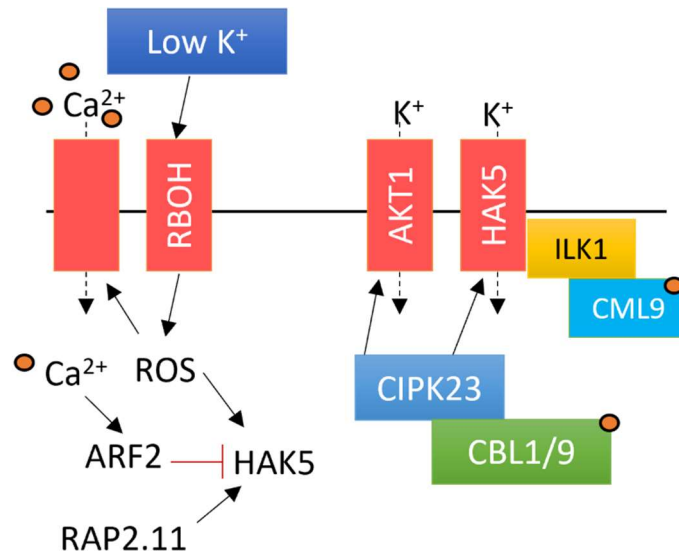 Low K⁺
Ca²⁺
K⁺ K⁺
RBOH
AKT1
HAK5
ILK1
CML9
Ca²⁺ ROS
CIPK23
ARF2 HAK5
CBL1/9
RAP2.11